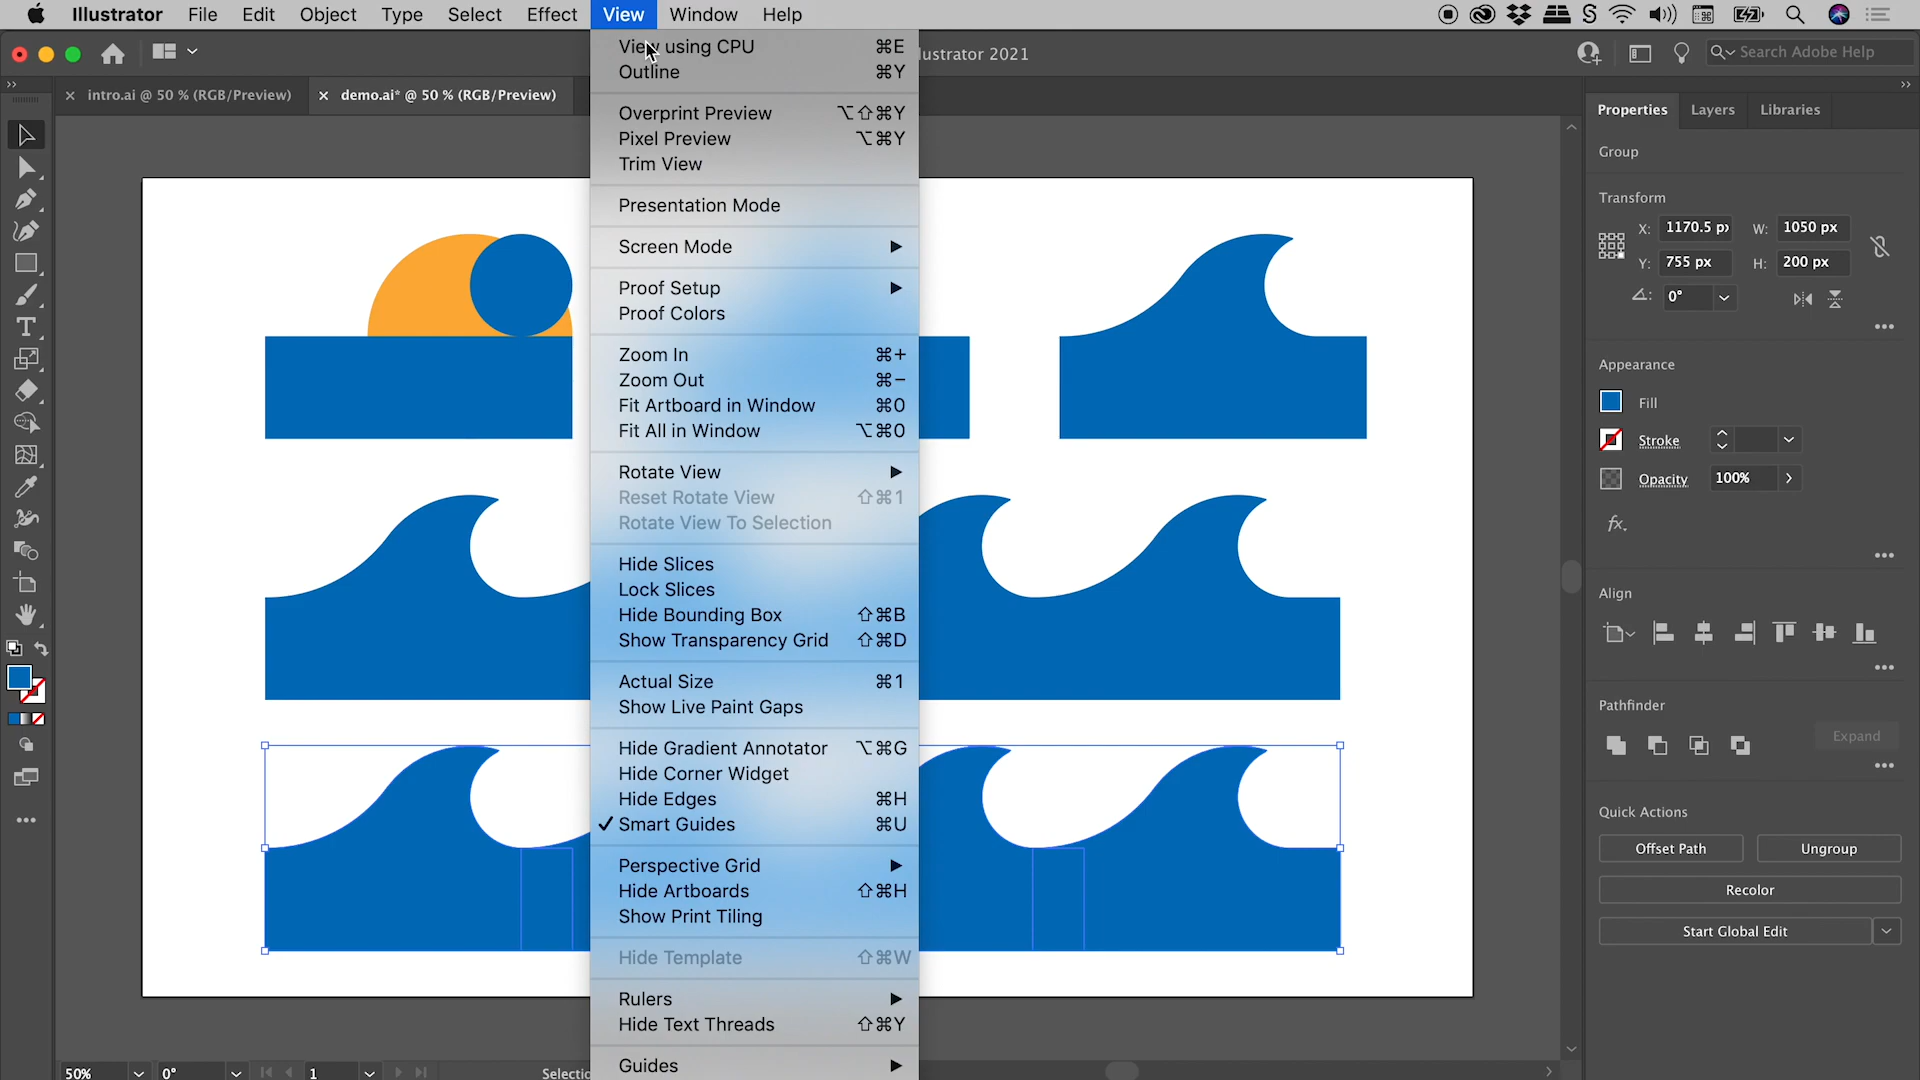 Illustrator File Edit Object Type Select Effect View Window Help
lustrator 2021
Search Adobe Help
intro.ai @ 50 % (RGB/Preview)
demo.ai* @ 50 % (RGB/Preview)
View using CPU ⌘E
Outline ⌘Y
Overprint Preview ⌥⇧⌘Y
Pixel Preview ⌥⌘Y
Trim View
Presentation Mode
Screen Mode
Proof Setup
Proof Colors
Zoom In ⌘+
Zoom Out ⌘−
Fit Artboard in Window ⌘0
Fit All in Window ⌥⌘0
Rotate View
Reset Rotate View ⇧⌘1
Rotate View To Selection
Hide Slices
Lock Slices
Hide Bounding Box ⇧⌘B
Show Transparency Grid ⇧⌘D
Actual Size ⌘1
Show Live Paint Gaps
Hide Gradient Annotator ⌥⌘G
Hide Corner Widget
Hide Edges ⌘H
✓ Smart Guides ⌘U
Perspective Grid
Hide Artboards ⇧⌘H
Show Print Tiling
Hide Template ⇧⌘W
Rulers
Hide Text Threads ⇧⌘Y
Guides
Properties Layers Libraries
Group
Transform
X: 1170.5 px W: 1050 px
Y: 755 px H: 200 px
0°
Appearance
Fill
Stroke
Opacity 100%
fx.
Align
Pathfinder
Expand
Quick Actions
Offset Path Ungroup
Recolor
Start Global Edit
50% 0° 1 Selectio